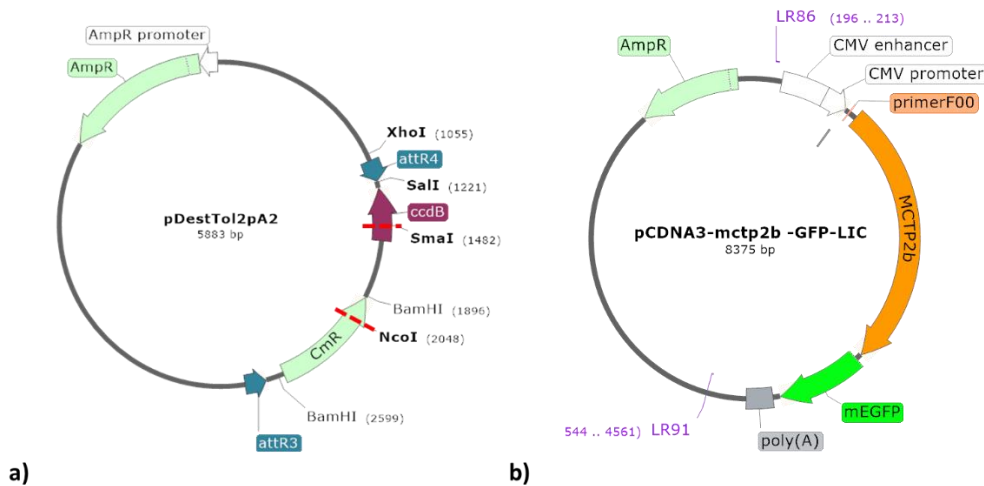 AmpR promoter
AmpR
XhoI (1055)
attR4
SalI (1221)
ccdB
SmaI (1482)
pDestTol2pA2
5883 bp
BamHI (1896)
NcoI (2048)
CmR
BamHI (2599)
attR3
a)
LR86 (196 .. 213)
CMV enhancer
AmpR
CMV promoter
primerF00
MCTP2b
pCDNA3-mctp2b -GFP-LIC
8375 bp
mEGFP
544 .. 4561) LR91
poly(A)
b)